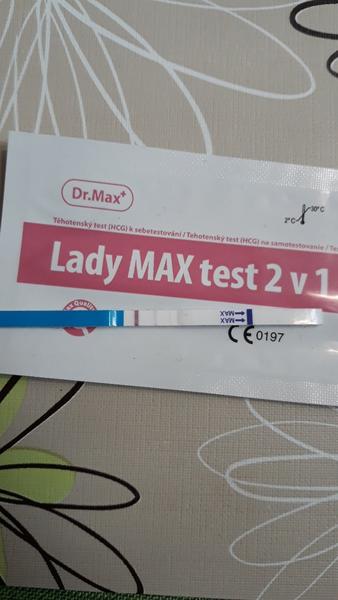 Dr.Max+
30°C
2°C
Těhotenský test (HCG) k sebetestování / Tehotenský test (HCG) na samotestovanie / Te
Lady MAX test 2 v 1
MAX
MAX
CE 0197